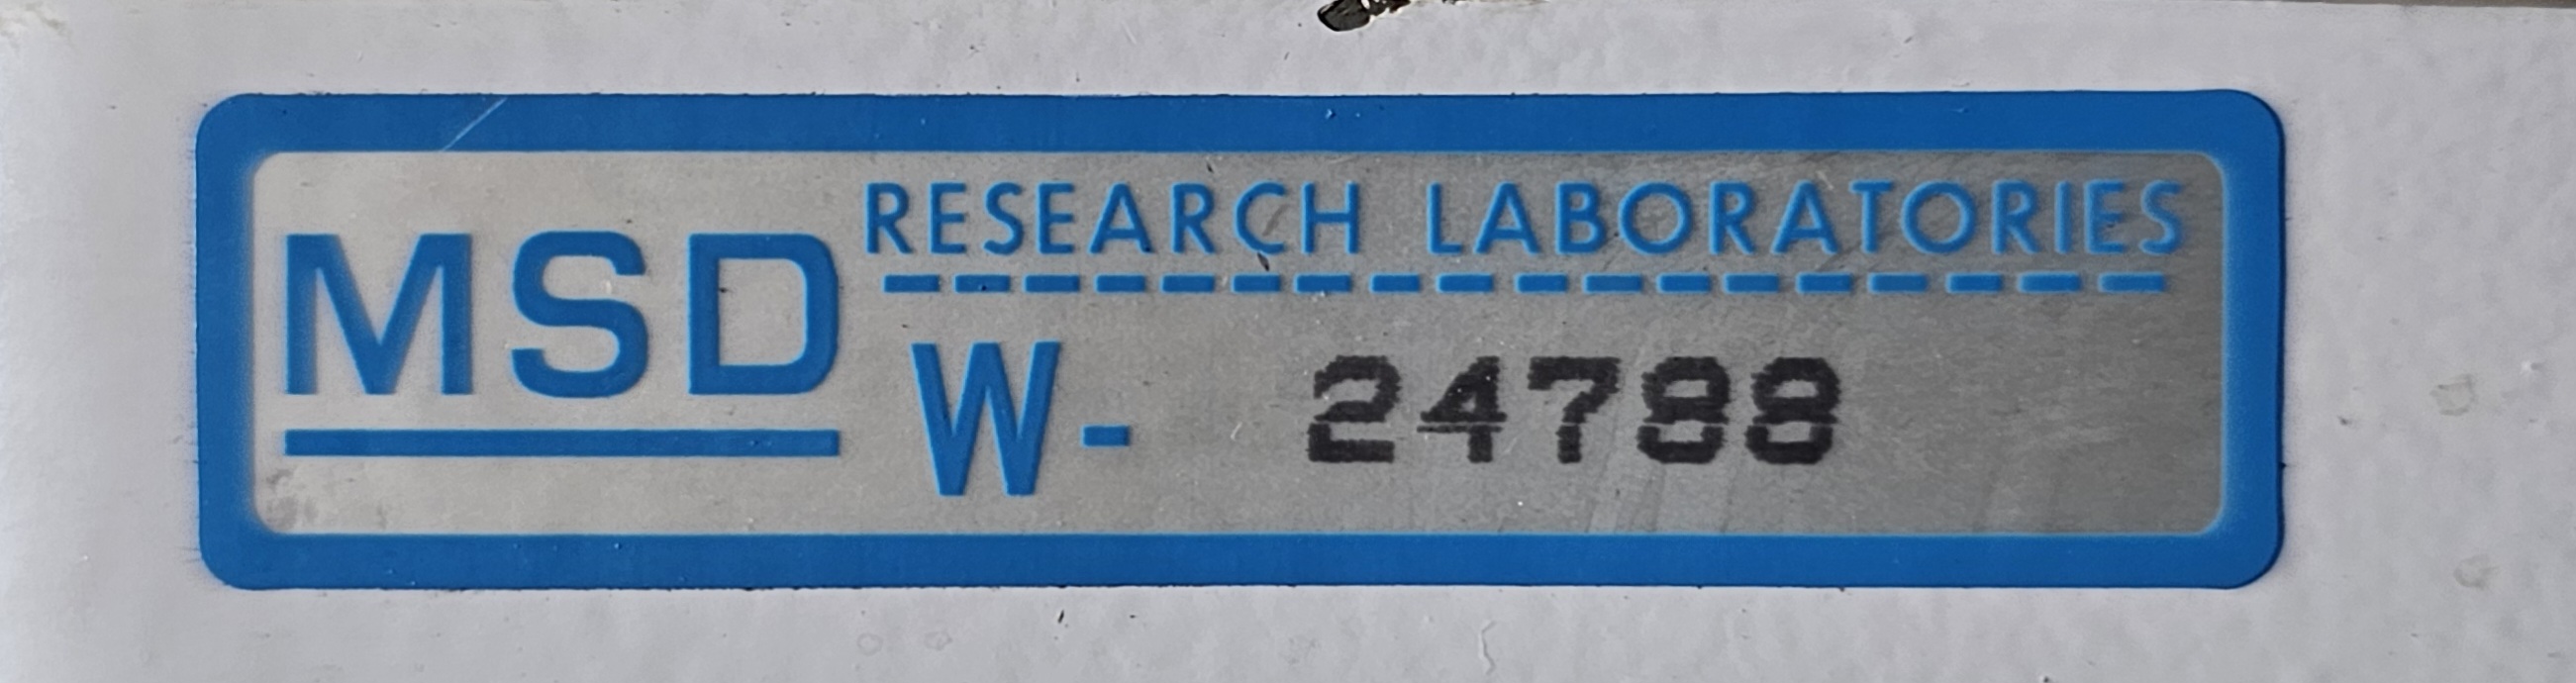 MSD RESEARCH LABORATORIES
W- 24788